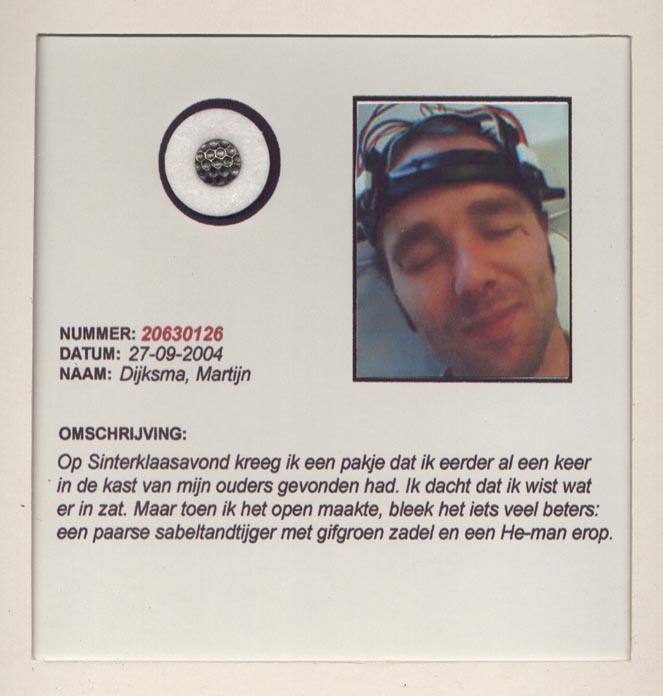 NUMMER: 20630126
DATUM: 27-09-2004
NAAM: Dijksma, Martijn
OMSCHRIJVING:
Op Sinterklaasavond kreeg ik een pakje dat ik eerder al een keer
in de kast van mijn ouders gevonden had. Ik dacht dat ik wist wat
er in zat. Maar toen ik het open maakte, bleek het iets veel beters:
een paarse sabeltandtijger met gifgroen zadel en een He-man erop.